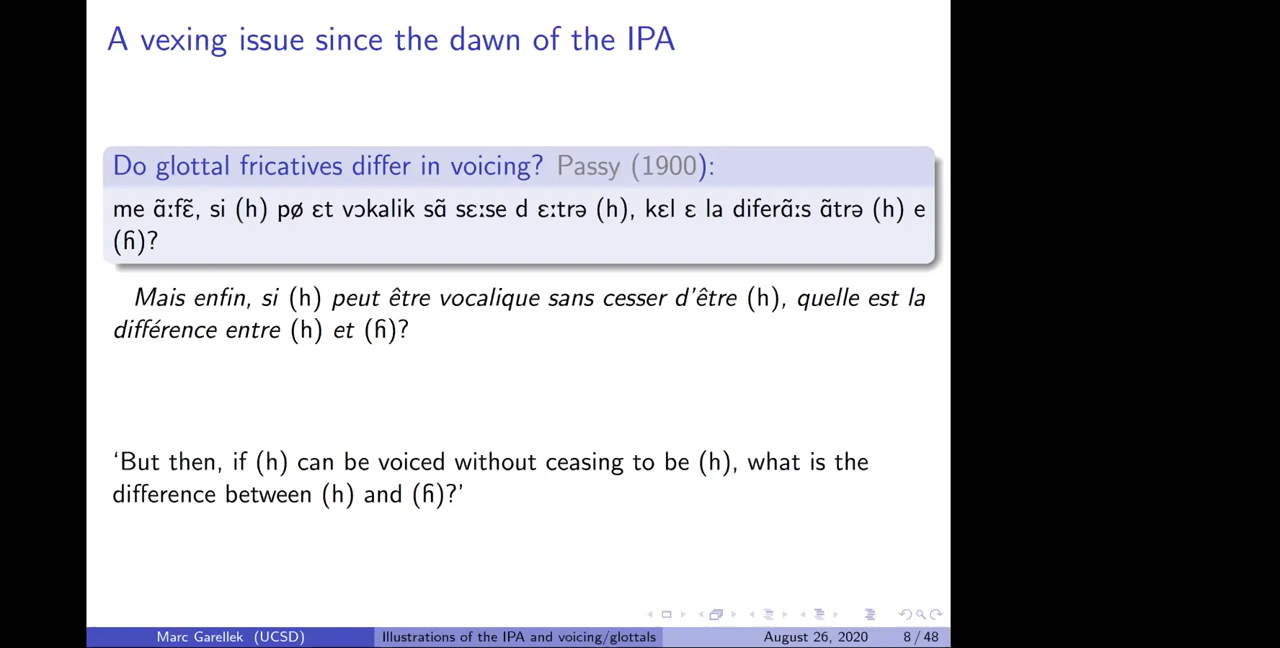 A vexing issue since the dawn of the IPA
Do glottal fricatives differ in voicing? Passy (1900):
me ɑ̃ːfɛ̃, si (h) pø ɛt vɔkalik sɑ̃ sɛːse d ɛːtrə (h), kɛl ɛ la diferɑ̃ːs ɑ̃trə (h) e
(ɦ)?
Mais enfin, si (h) peut être vocalique sans cesser d'être (h), quelle est la
différence entre (h) et (ɦ)?
‘But then, if (h) can be voiced without ceasing to be (h), what is the
difference between (h) and (ɦ)?’
Marc Garellek (UCSD) Illustrations of the IPA and voicing/glottals August 26, 2020 8 / 48